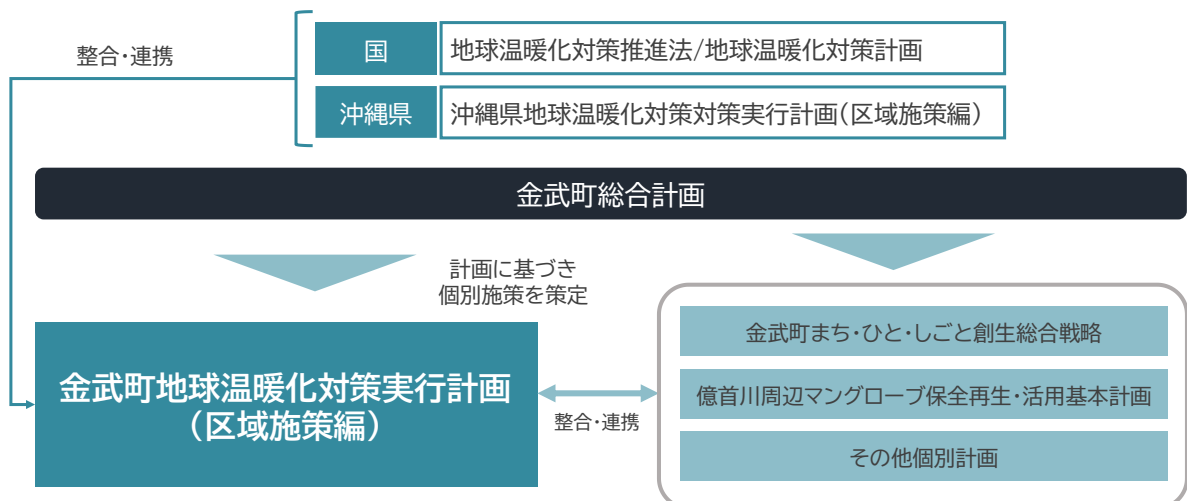 整合・連携
国
地球温暖化対策推進法/地球温暖化対策計画
沖縄県
沖縄県地球温暖化対策対策実行計画(区域施策編)
金武町総合計画
計画に基づき
個別施策を策定
金武町地球温暖化対策実行計画
(区域施策編)
整合・連携
金武町まち・ひと・しごと創生総合戦略
億首川周辺マングローブ保全再生・活用基本計画
その他個別計画